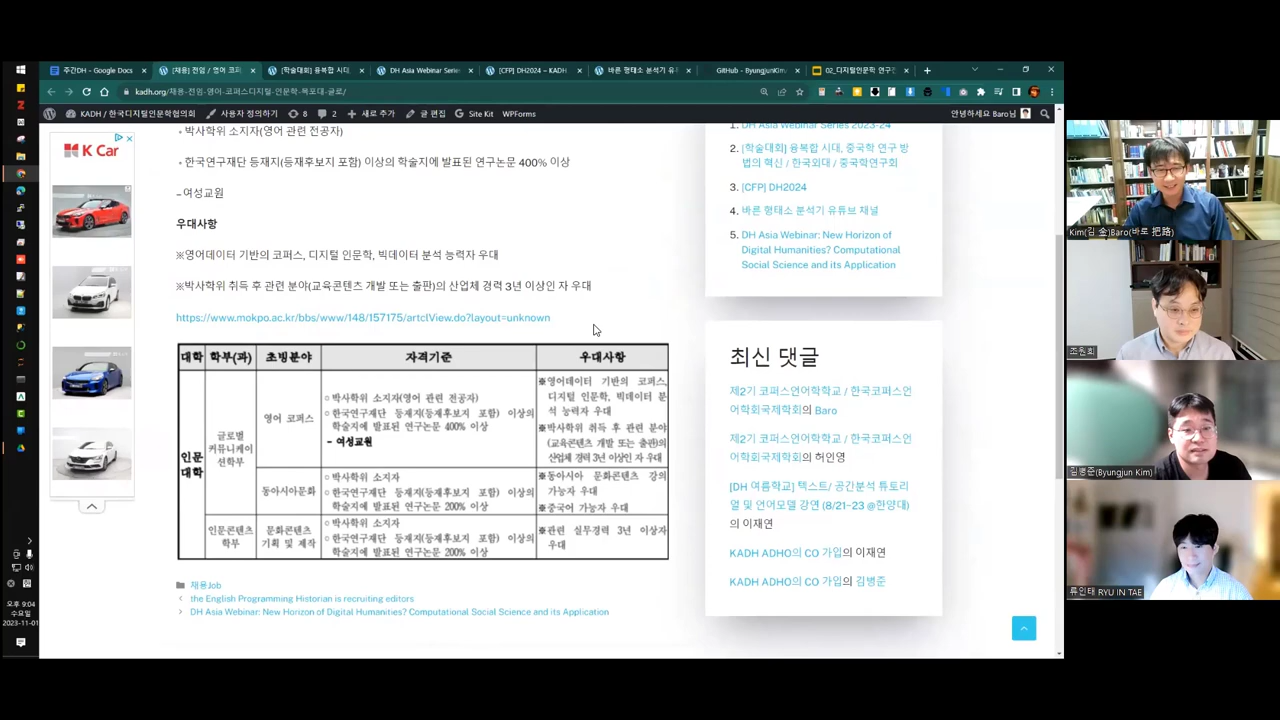 주간DH - Google Docs
[채용] 전임 / 영어 코퍼
[학술대회] 융복합 시대,
DH Asia Webinar Serie
[CFP] DH2024 – KADH
바른 형태소 분석기 유
GitHub - ByungjunKim
02_디지털인문학 연구
kadh.org/채용-전임-영어-코퍼스디지털-인문학-목포대-글로/
KADH / 한국디지털인문학협의회
사용자 정의하기
8
2
새로 추가
글 편집
Site Kit
WPForms
안녕하세요 Baro님
K Car
◦ 박사학위 소지자(영어 관련 전공자)
◦ 한국연구재단 등재지(등재후보지 포함) 이상의 학술지에 발표된 연구논문 400% 이상
– 여성교원
우대사항
※영어데이터 기반의 코퍼스, 디지털 인문학, 빅데이터 분석 능력자 우대
※박사학위 취득 후 관련 분야(교육콘텐츠 개발 또는 출판)의 산업체 경력 3년 이상인 자 우대
https://www.mokpo.ac.kr/bbs/www/148/157175/artclView.do?layout=unknown
대학 학부(과) 초빙분야 자격기준 우대사항
인문
대학
글로벌
커뮤니케이
션학부
영어 코퍼스
○박사학위 소지자(영어 관련 전공자)
○한국연구재단 등재지(등재후보지 포함) 이상의
학술지에 발표된 연구논문 400% 이상
- 여성교원
※영어데이터 기반의 코퍼스,
디지털 인문학, 빅데이터 분
석 능력자 우대
※박사학위 취득 후 관련 분야
(교육콘텐츠 개발 또는 출판)의
산업체 경력 3년 이상인 자 우대
동아시아문화
○박사학위 소지자
○한국연구재단 등재지(등재후보지 포함) 이상의
학술지에 발표된 연구논문 200% 이상
※동아시아 문화콘텐츠 강의
가능자 우대
※중국어 가능자 우대
인문콘텐츠
학부
문화콘텐츠
기획 및 제작
○박사학위 소지자
○한국연구재단 등재지(등재후보지 포함) 이상의
학술지에 발표된 연구논문 200% 이상
※관련 실무경력 3년 이상자
우대
채용Job
the English Programming Historian is recruiting editors
DH Asia Webinar: New Horizon of Digital Humanities? Computational Social Science and its Application
1. DH Asia Webinar Series 2023-24
2. [학술대회] 융복합 시대, 중국학 연구 방
법의 혁신 / 한국외대 / 중국학연구회
3. [CFP] DH2024
4. 바른 형태소 분석기 유튜브 채널
5. DH Asia Webinar: New Horizon of
Digital Humanities? Computational
Social Science and its Application
최신 댓글
제2기 코퍼스언어학학교 / 한국코퍼스언
어학회국제학회의 Baro
제2기 코퍼스언어학학교 / 한국코퍼스언
어학회국제학회의 허인영
[DH 여름학교] 텍스트/ 공간분석 튜토리
얼 및 언어모델 강연 (8/21~23 @한양대)
의 이재연
KADH ADHO의 CO 가입의 이재연
KADH ADHO의 CO 가입의 김병준
Kim(김 金)Baro(바로 把路)
조원희
김병준(Byungjun Kim)
류인태 RYU IN TAE
오후 9:04
수요일
2023-11-01